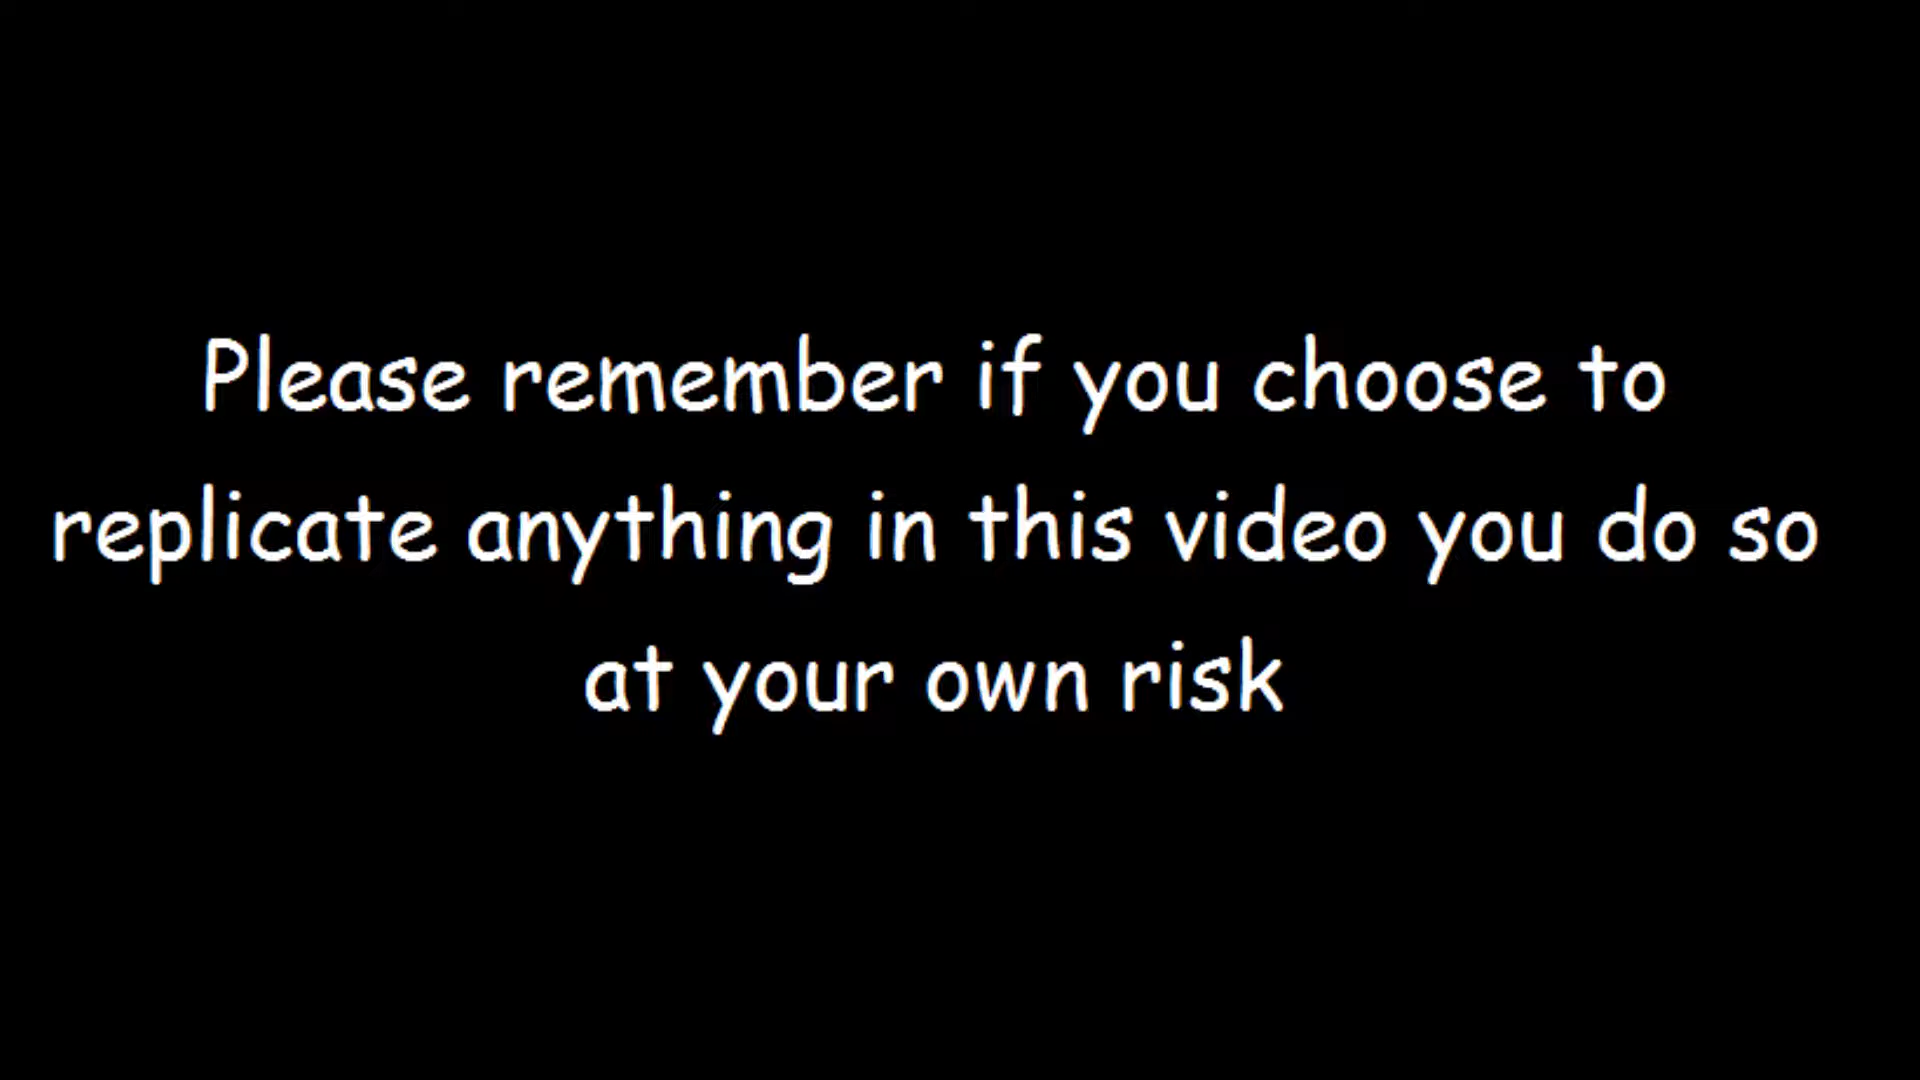 Please remember if you choose to
replicate anything in this video you do so
at your own risk